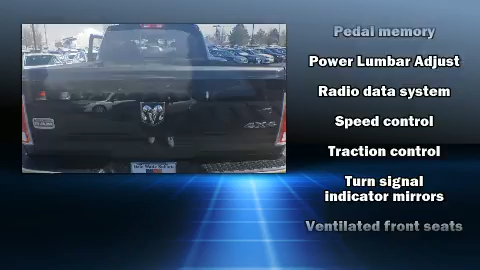 Pedal memory
Power Lumbar Adjust
Radio data system
Speed control
Traction control
Turn signal
indicator mirrors
Ventilated front seats
4X4